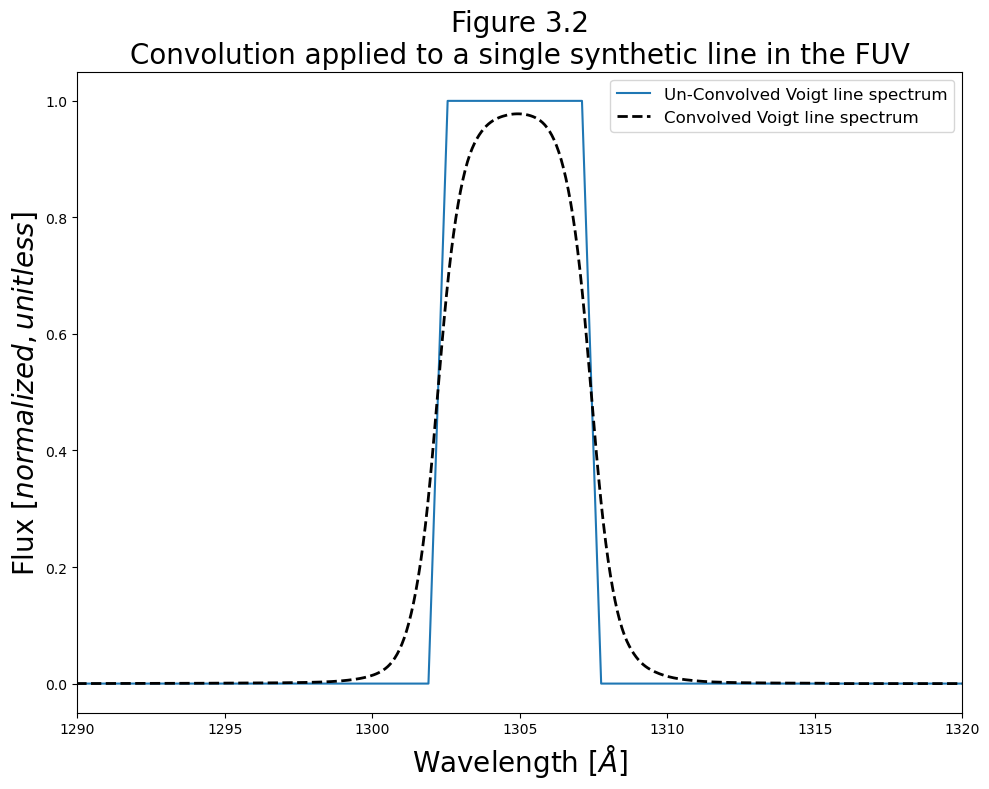 Figure 3.2
Convolution applied to a single synthetic line in the FUV
Un-Convolved Voigt line spectrum
Convolved Voigt line spectrum
Flux [normalized, unitless]
1.0
0.8
0.6
0.4
0.2
0.0
1290 1295 1300 1305 1310 1315 1320
Wavelength [Å]